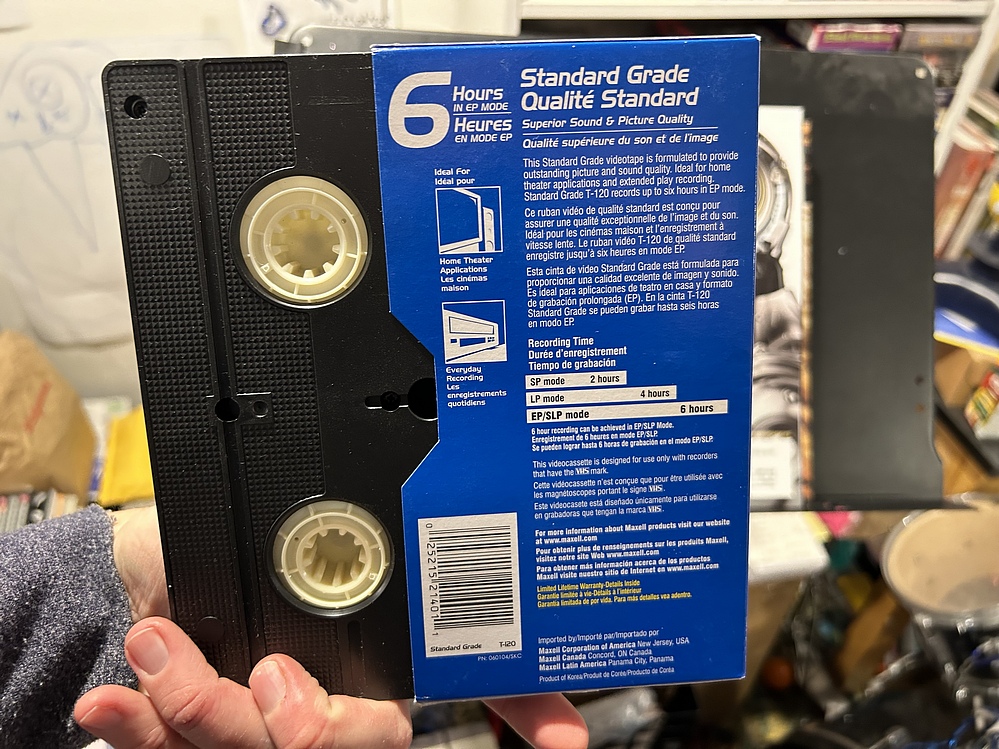 6 Hours
IN EP MODE
Heures
EN MODE EP
Standard Grade
Qualité Standard
Superior Sound & Picture Quality
Qualité supérieure du son et de l'image
Ideal For
Idéal pour
Home Theater
Applications
Les cinémas
maison
Everyday
Recording
Les
enregistrements
quotidiens
This Standard Grade videotape is formulated to provide
outstanding picture and sound quality. Ideal for home
theater applications and extended play recording.
Standard Grade T-120 records up to six hours in EP mode.
Ce ruban vidéo de qualité standard est conçu pour
assurer une qualité exceptionnelle de l'image et du son.
Idéal pour les cinémas maison et l'enregistrement à
vitesse lente. Le ruban vidéo T-120 de qualité standard
enregistre jusqu'à six heures en mode EP.
Esta cinta de video Standard Grade está formulada para
proporcionar una calidad excelente de imagen y sonido.
Es ideal para aplicaciones de teatro en casa y formato
de grabación prolongada (EP). En la cinta T-120
Standard Grade se pueden grabar hasta seis horas
en modo EP.
Recording Time
Durée d'enregistrement
Tiempo de grabación
SP mode 2 hours
LP mode 4 hours
EP/SLP mode 6 hours
6 hour recording can be achieved in EP/SLP Mode.
Enregistrement de 6 heures en mode EP/SLP.
Se pueden lograr hasta 6 horas de grabación en el modo EP/SLP.
This videocassette is designed for use only with recorders
that have the VHS mark.
Cette vidéocassette n'est conçue que pour être utilisée avec
les magnétoscopes portant le signe VHS.
Este videocasete está diseñado únicamente para utilizarse
en grabadoras que tengan la marca VHS.
For more information about Maxell products visit our website
at www.maxell.com
Pour obtenir plus de renseignements sur les produits Maxell,
visitez notre site Web www.maxell.com
Para obtener más información acerca de los productos
Maxell visite nuestro sitio de Internet en www.maxell.com
Limited Lifetime Warranty-Details Inside
Garantie limitée à vie-Détails à l'intérieur
Garantía limitada de por vida. Para más detalles vea adentro.
0 25215 21401 1
Standard Grade T-120
PN: 060104/SKC
Imported by/Importé par/Importado por
Maxell Corporation of America New Jersey, USA
Maxell Canada Concord, ON Canada
Maxell Latin America Panama City, Panama
Product of Corea/Produit de Corée/Producto de Corea